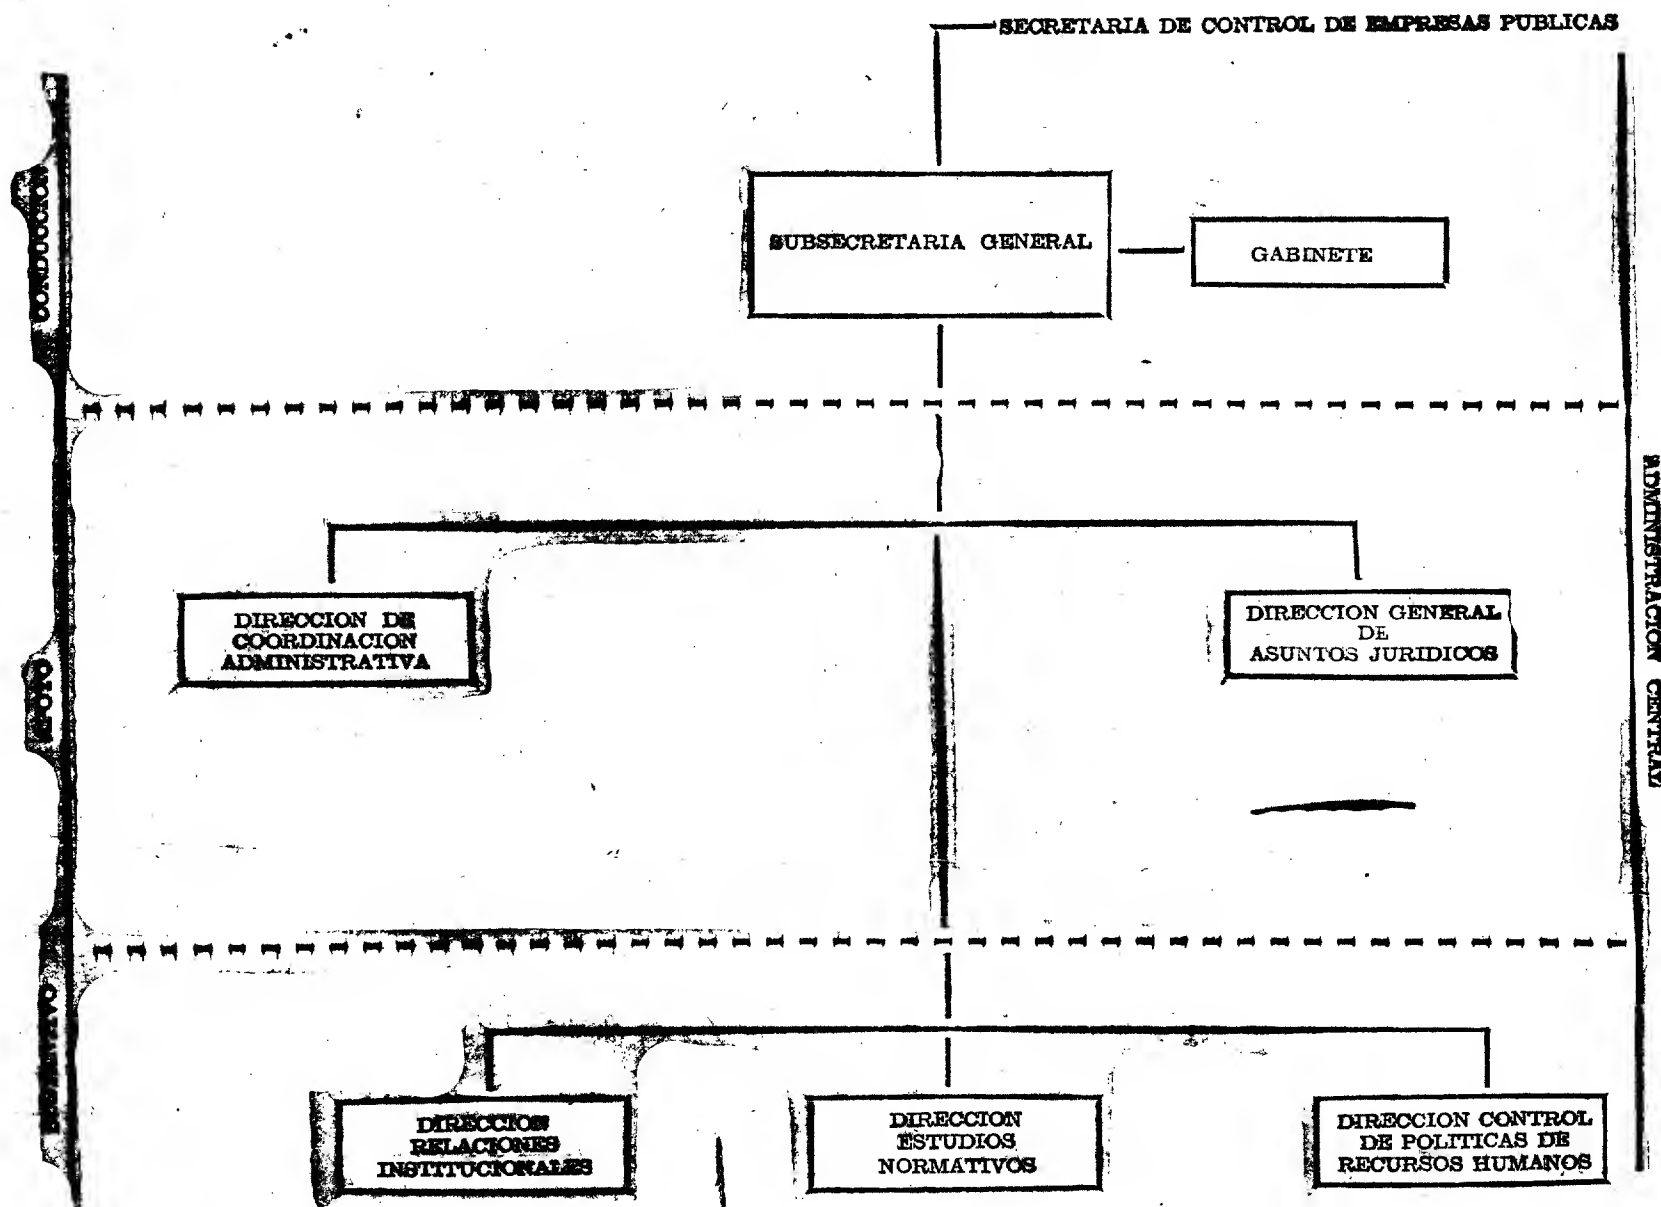 SECRETARIA DE CONTROL DE EMPRESAS PUBLICAS
CONDUCCION
SUBSECRETARIA GENERAL
GABINETE
ADMINISTRACION CENTRAL
APOYO
DIRECCION DE
COORDINACION
ADMINISTRATIVA
DIRECCION GENERAL
DE
ASUNTOS JURIDICOS
DIRECCION
RELACIONES
INSTITUCIONALES
DIRECCION
ESTUDIOS
NORMATIVOS
DIRECCION CONTROL
DE POLITICAS DE
RECURSOS HUMANOS